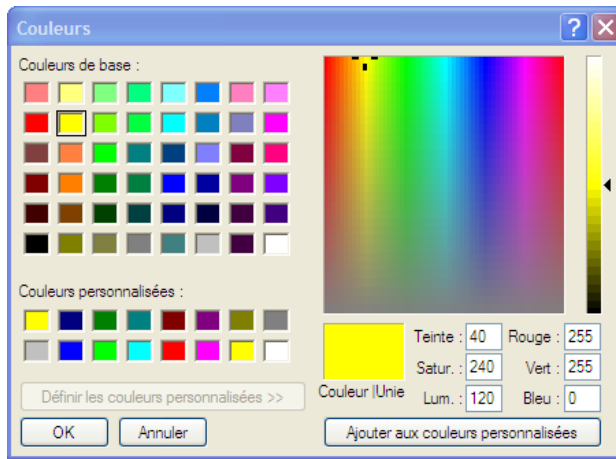 Couleurs
Couleurs de base :
Couleurs personnalisées :
Définir les couleurs personnalisées >>
OK
Annuler
Couleur |Unie
Teinte : 40
Satur. : 240
Lum. : 120
Rouge : 255
Vert : 255
Bleu : 0
Ajouter aux couleurs personnalisées